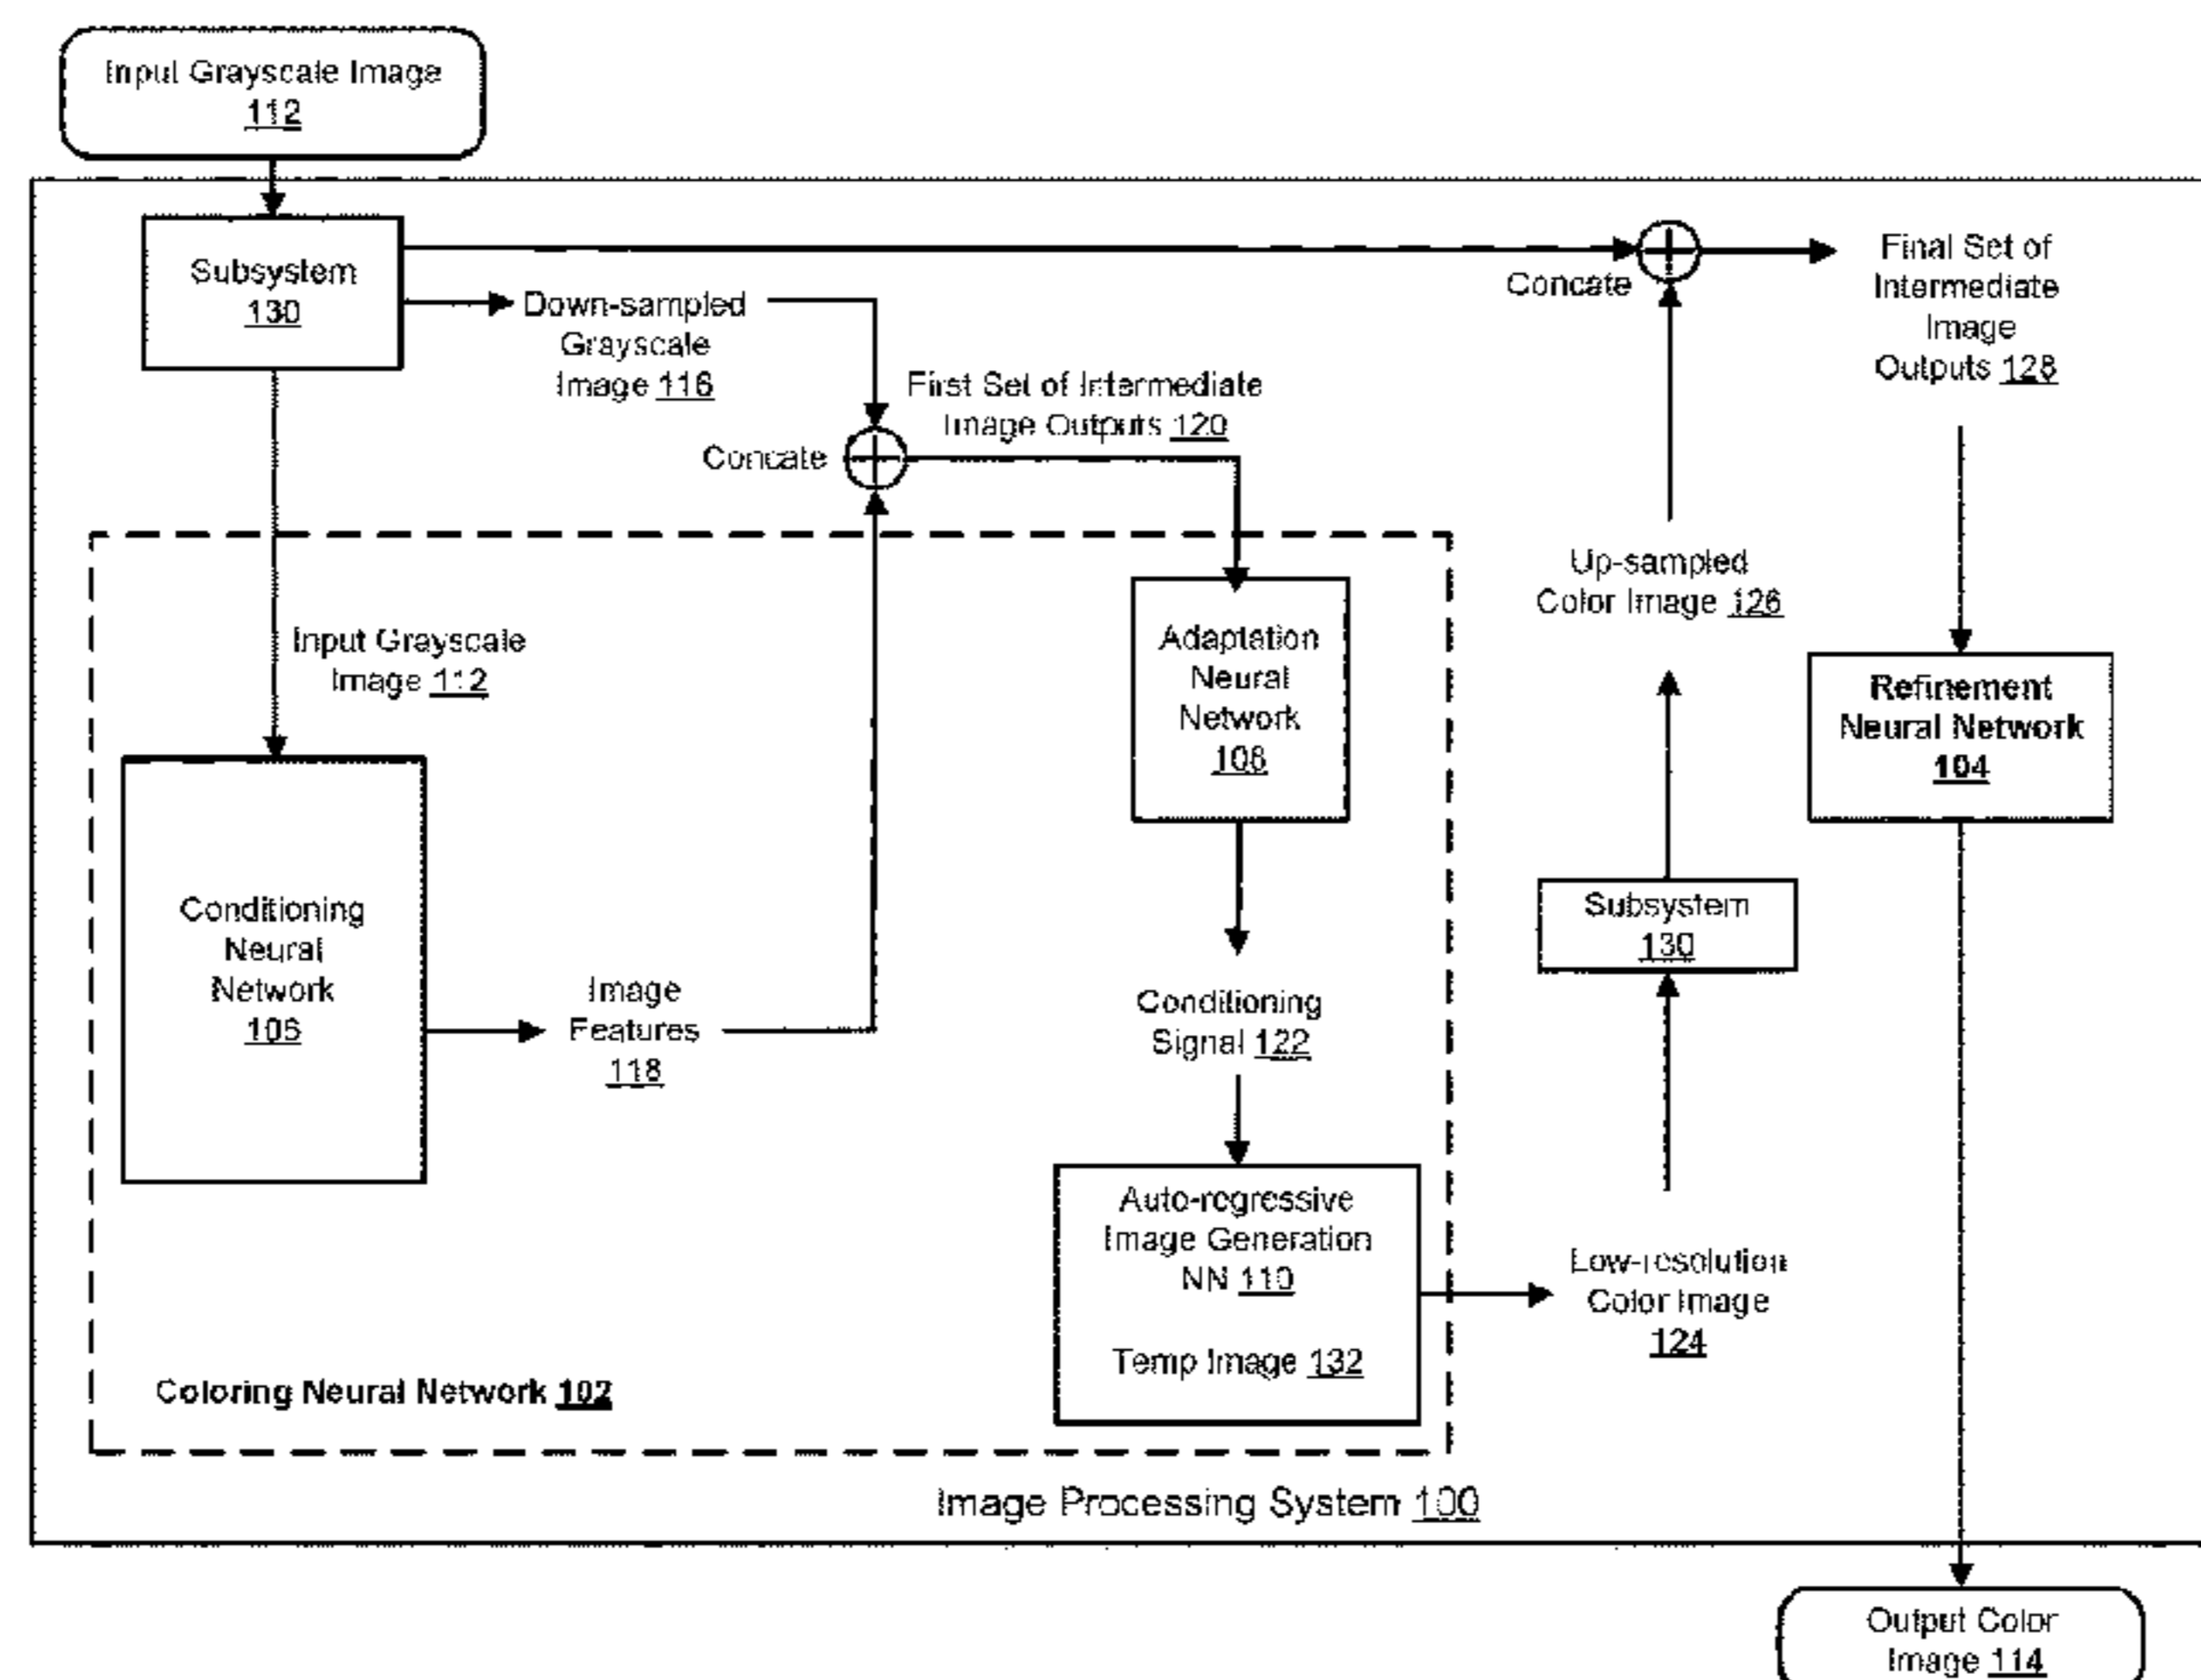 Input Grayscale Image
112
Subsystem
130
Down-sampled
Grayscale
Image 116
Concate
First Set of Intermediate
Image Outputs 120
Concate
Final Set of
Intermediate
Image
Outputs 128
Input Grayscale
Image 112
Conditioning
Neural
Network
106
Image
Features
118
Adaptation
Neural
Network
108
Conditioning
Signal 122
Auto-regressive
Image Generation
NN 110
Temp Image 132
Coloring Neural Network 102
Up-sampled
Color Image 126
Subsystem
130
Low-resolution
Color Image
124
Refinement
Neural Network
104
Image Processing System 100
Output Color
Image 114